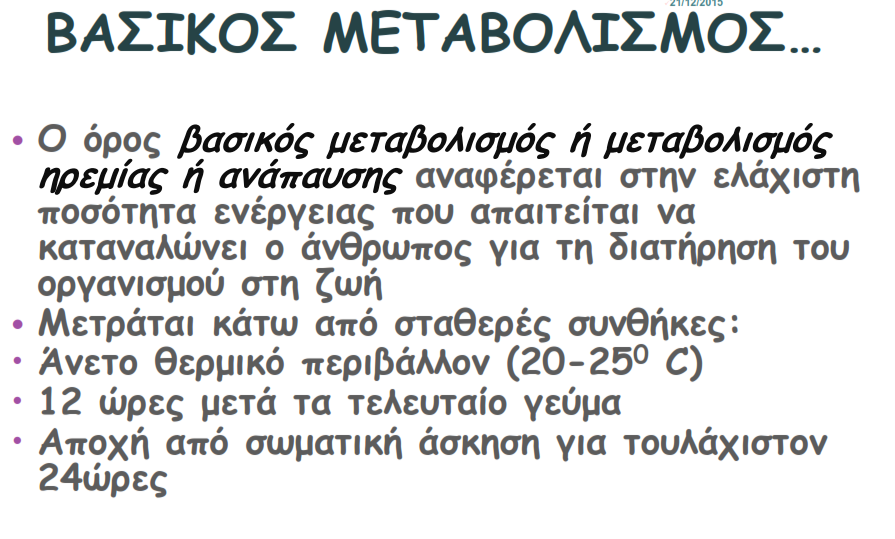 21/12/2015
ΒΑΣΙΚΟΣ ΜΕΤΑΒΟΛΙΣΜΟΣ…
• Ο όρος βασικός μεταβολισμός ή μεταβολισμός
ηρεμίας ή ανάπαυσης αναφέρεται στην ελάχιστη
ποσότητα ενέργειας που απαιτείται να
καταναλώνει ο άνθρωπος για τη διατήρηση του
οργανισμού στη ζωή
• Μετράται κάτω από σταθερές συνθήκες:
• Άνετο θερμικό περιβάλλον (20-25⁰ C)
• 12 ώρες μετά τα τελευταίο γεύμα
• Αποχή από σωματική άσκηση για τουλάχιστον
24ώρες